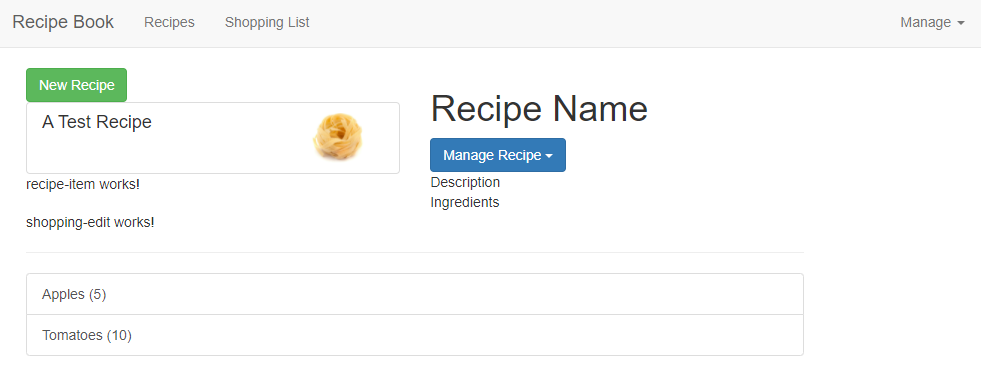 Recipe Book Recipes Shopping List Manage
New Recipe
A Test Recipe
recipe-item works!
Recipe Name
Manage Recipe
Description
Ingredients
shopping-edit works!
Apples (5)
Tomatoes (10)